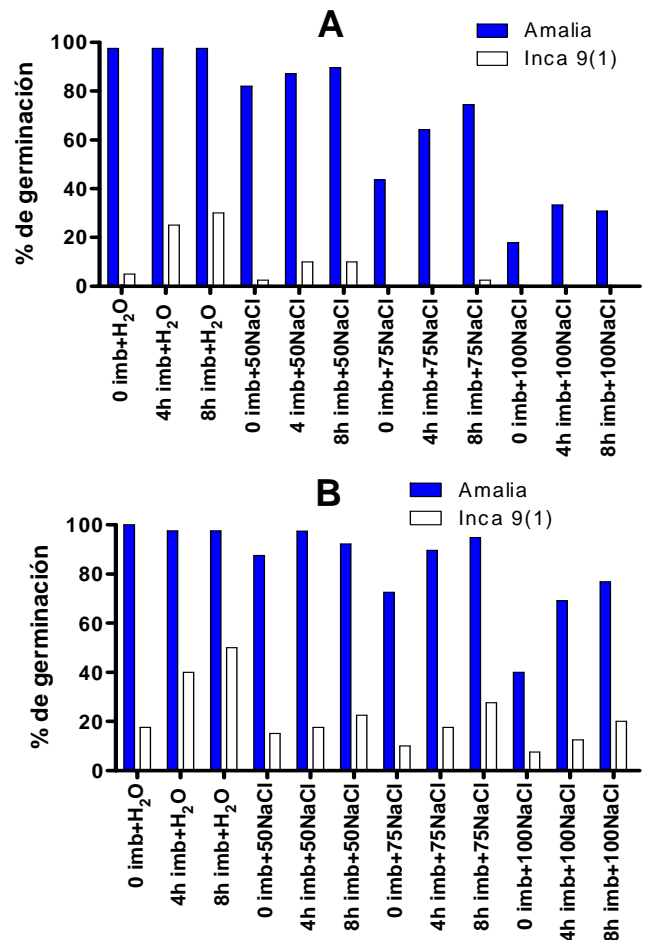 A
Amalia
Inca 9(1)
% de germinación
100
80
60
40
20
0
0 imb+H₂O
4h imb+H₂O
8h imb+H₂O
0 imb+50NaCl
4 imb+50NaCl
8h imb+50NaCl
0 imb+75NaCl
4h imb+75NaCl
8h imb+75NaCl
0 imb+100NaCl
4h imb+100NaCl
8h imb+100NaCl
B
Amalia
Inca 9(1)
% de germinación
100
80
60
40
20
0
0 imb+H₂O
4h imb+H₂O
8h imb+H₂O
0 imb+50NaCl
4h imb+50NaCl
8h imb+50NaCl
0 imb+75NaCl
4h imb+75NaCl
8h imb+75NaCl
0 imb+100NaCl
4h imb+100NaCl
8h imb+100NaCl